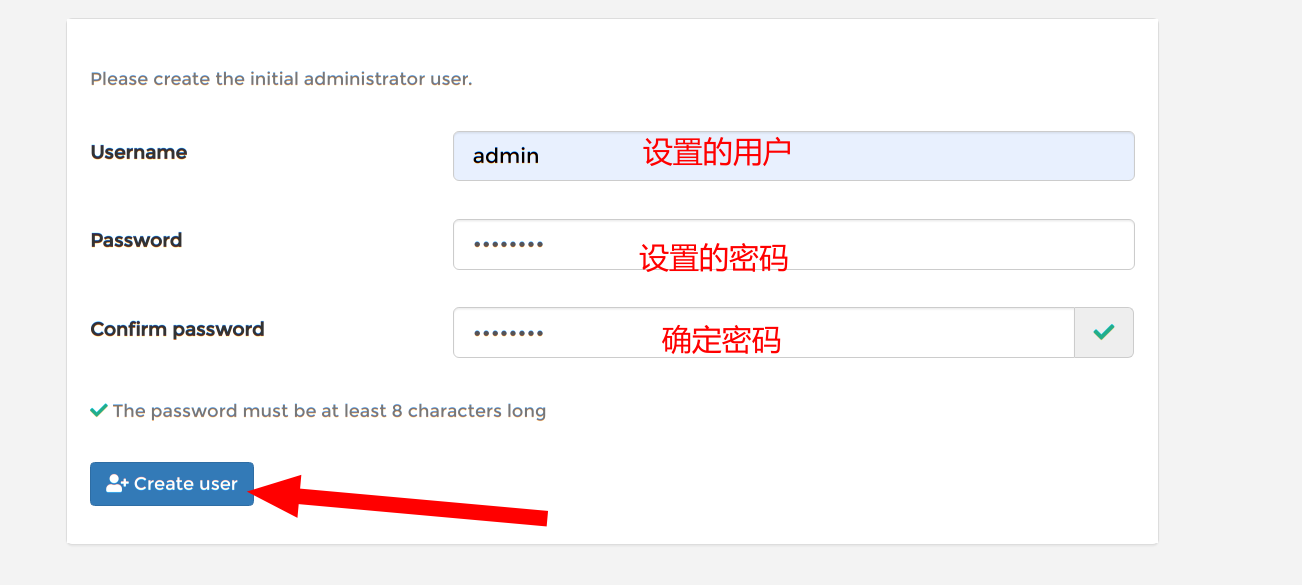 Please create the initial administrator user.
Username
admin 设置的用户
Password
•••••••• 设置的密码
Confirm password
•••••••• 确定密码
The password must be at least 8 characters long
Create user